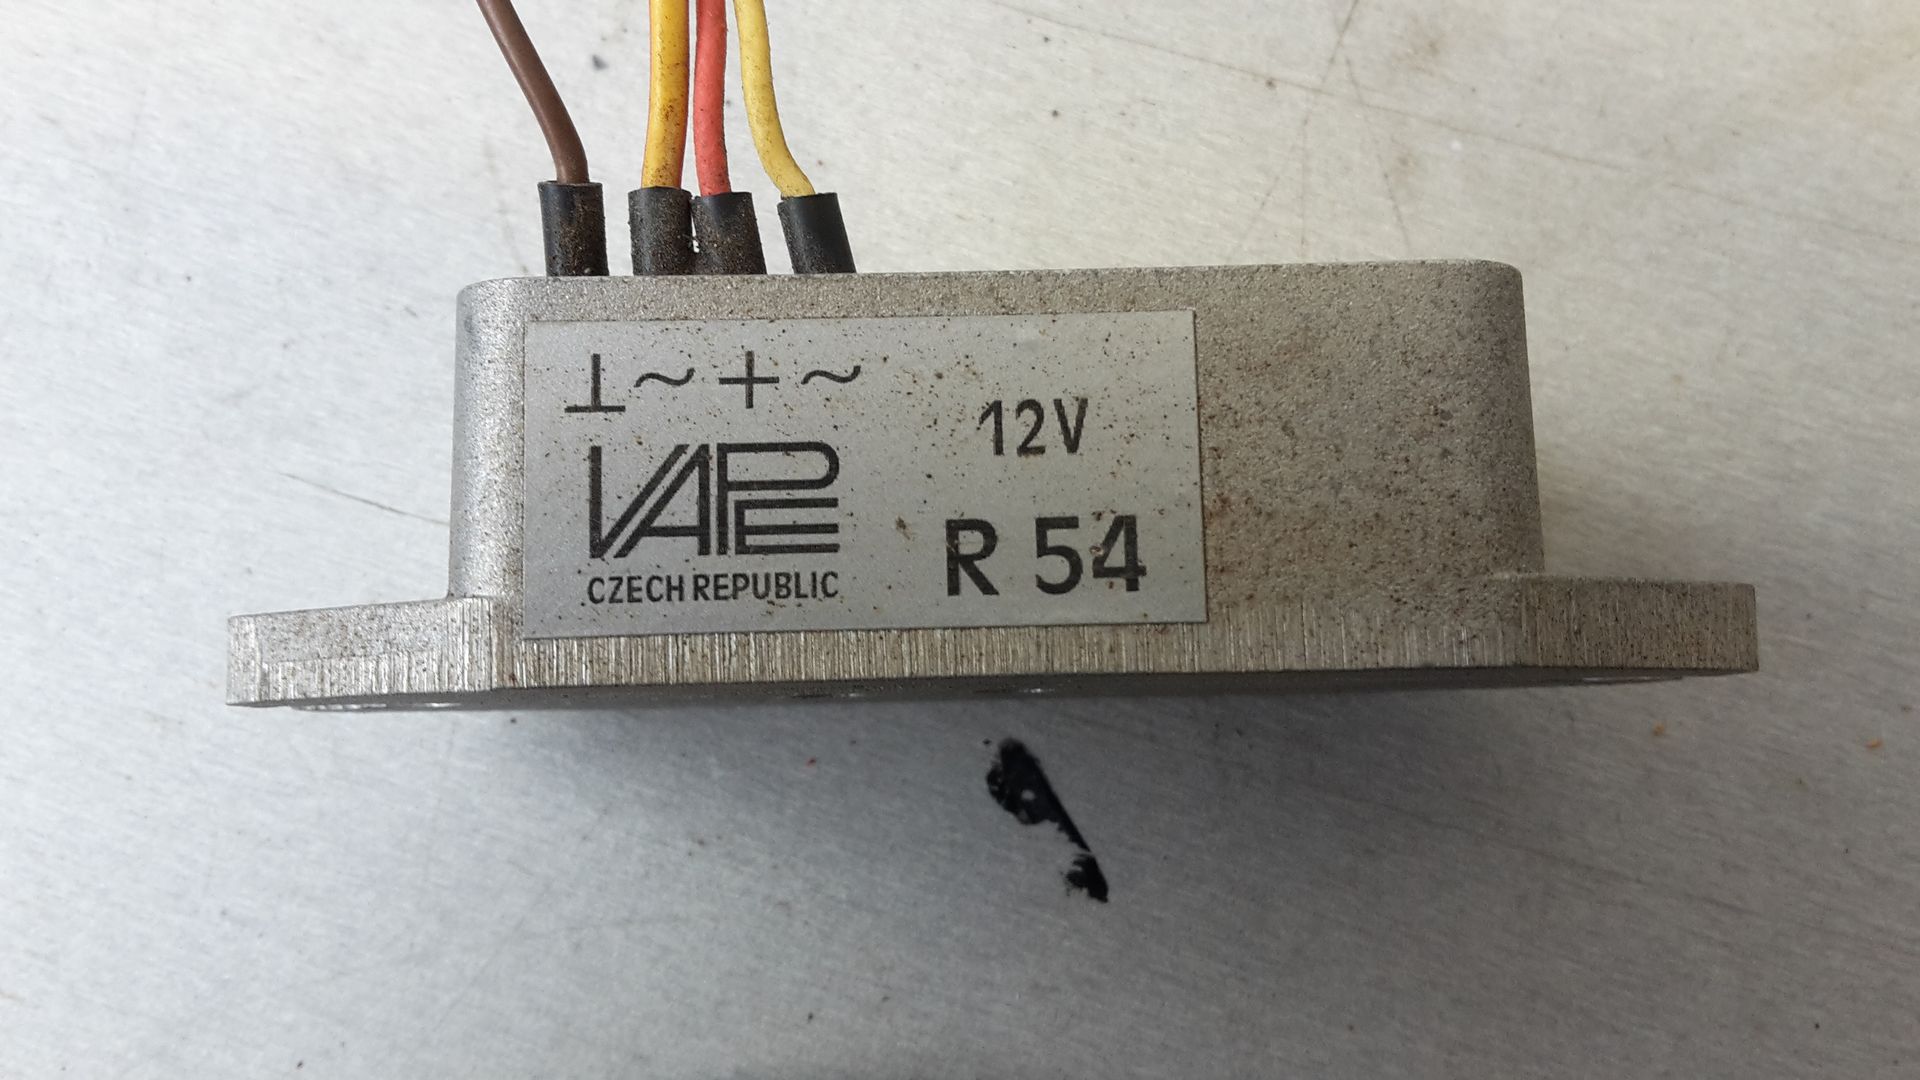 ⊥ ~ + ~
12V
VAPE
R 54
CZECH REPUBLIC